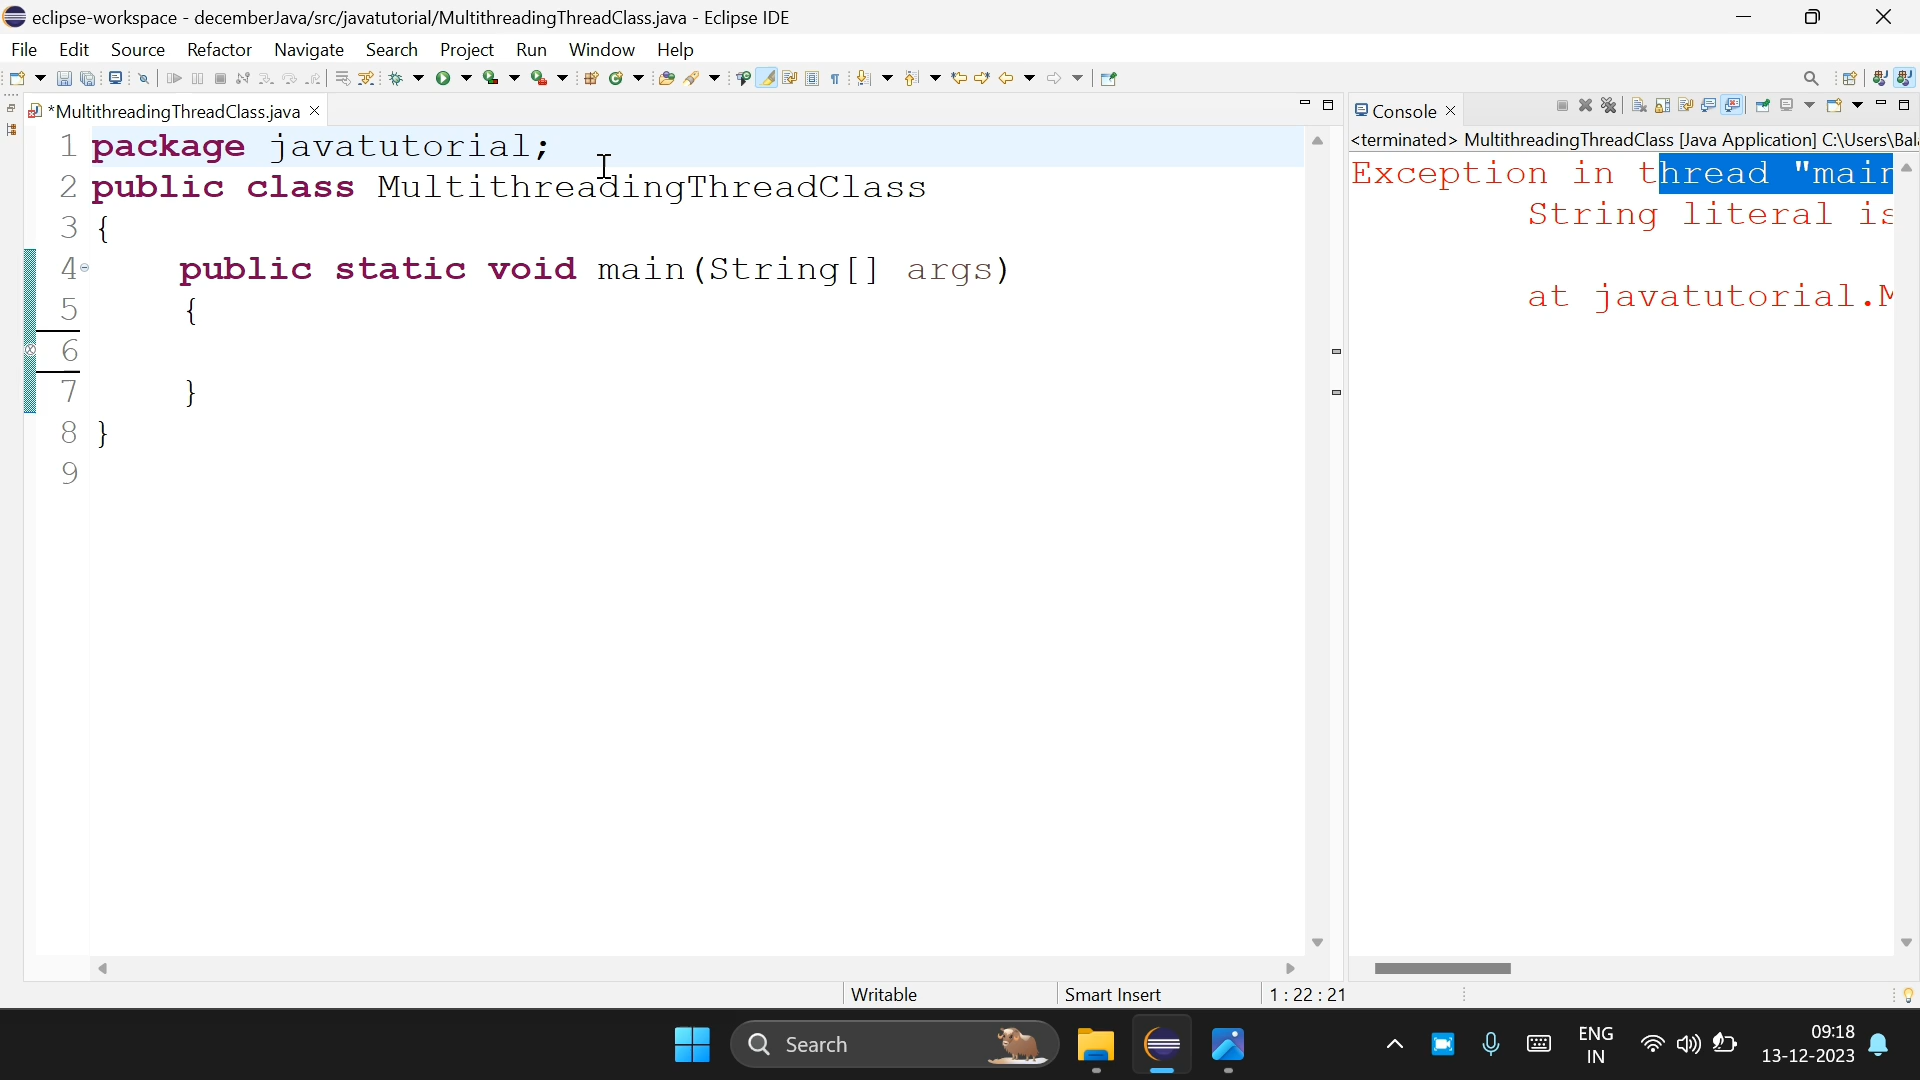 eclipse-workspace - decemberJava/src/javatutorial/MultithreadingThreadClass.java - Eclipse IDE
File Edit Source Refactor Navigate Search Project Run Window Help
*MultithreadingThreadClass.java
1 package javatutorial;
2 public class MultithreadingThreadClass
3 {
4 public static void main(String[] args)
5 {
6
7 }
8 }
9
Console
<terminated> MultithreadingThreadClass [Java Application] C:\Users\Bal
Exception in thread "main
String literal is
at javatutorial.M
Writable Smart Insert 1 : 22 : 21
Search
ENG
IN
09:18
13-12-2023